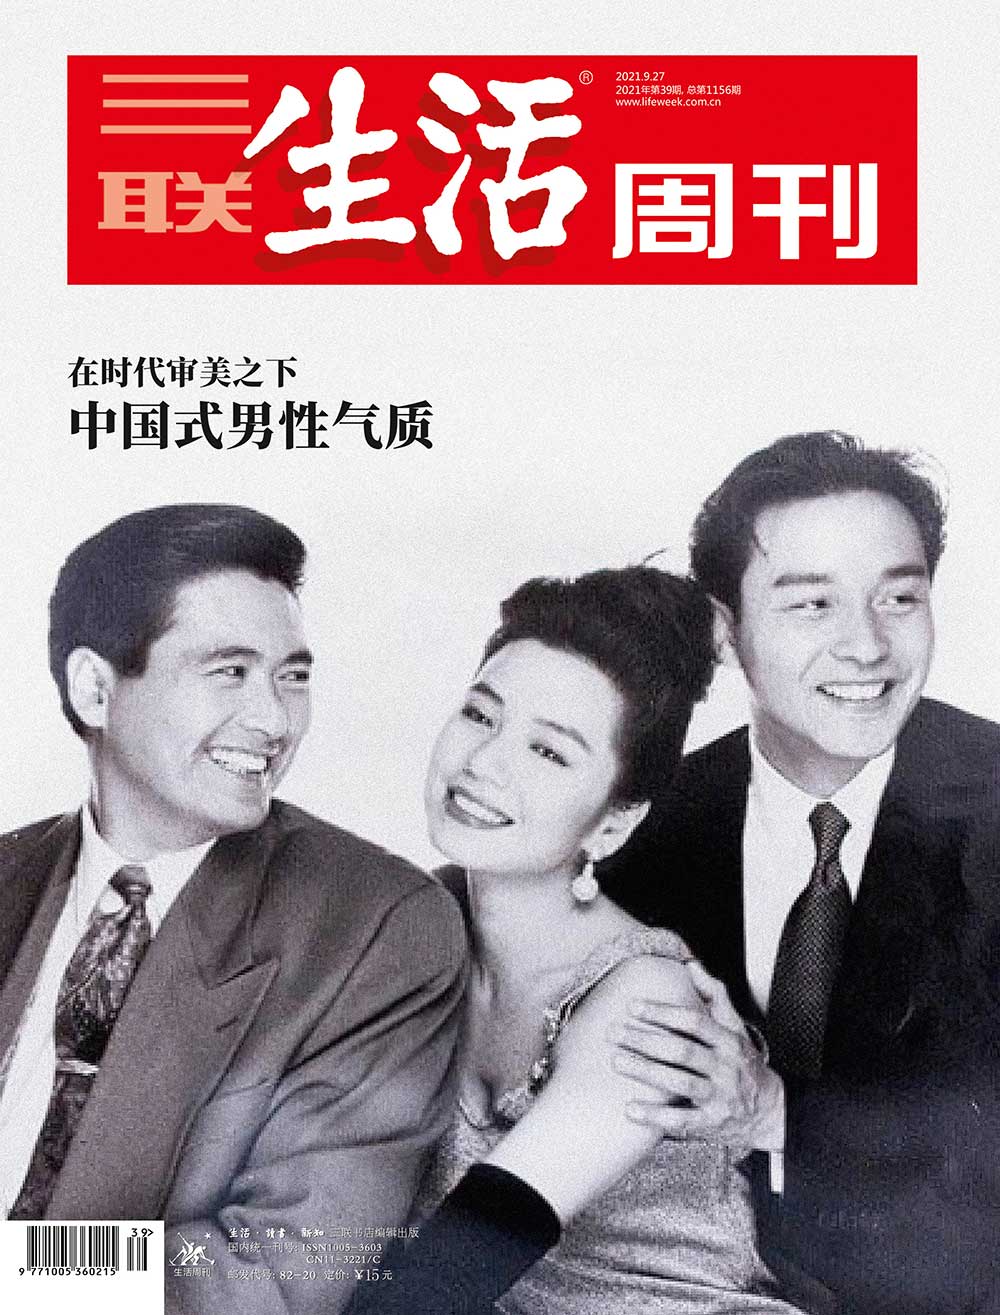 三联生活周刊
®
2021.9.27
2021年第39期, 总第1156期
www.lifeweek.com.cn
在时代审美之下
中国式男性气质
39>
9 771005 360215
生活周刊
生活·读书·新知 三联书店编辑出版
国内统一刊号: ISSN1005-3603
CN11-3221/C
邮发代号: 82-20 定价: ¥15元